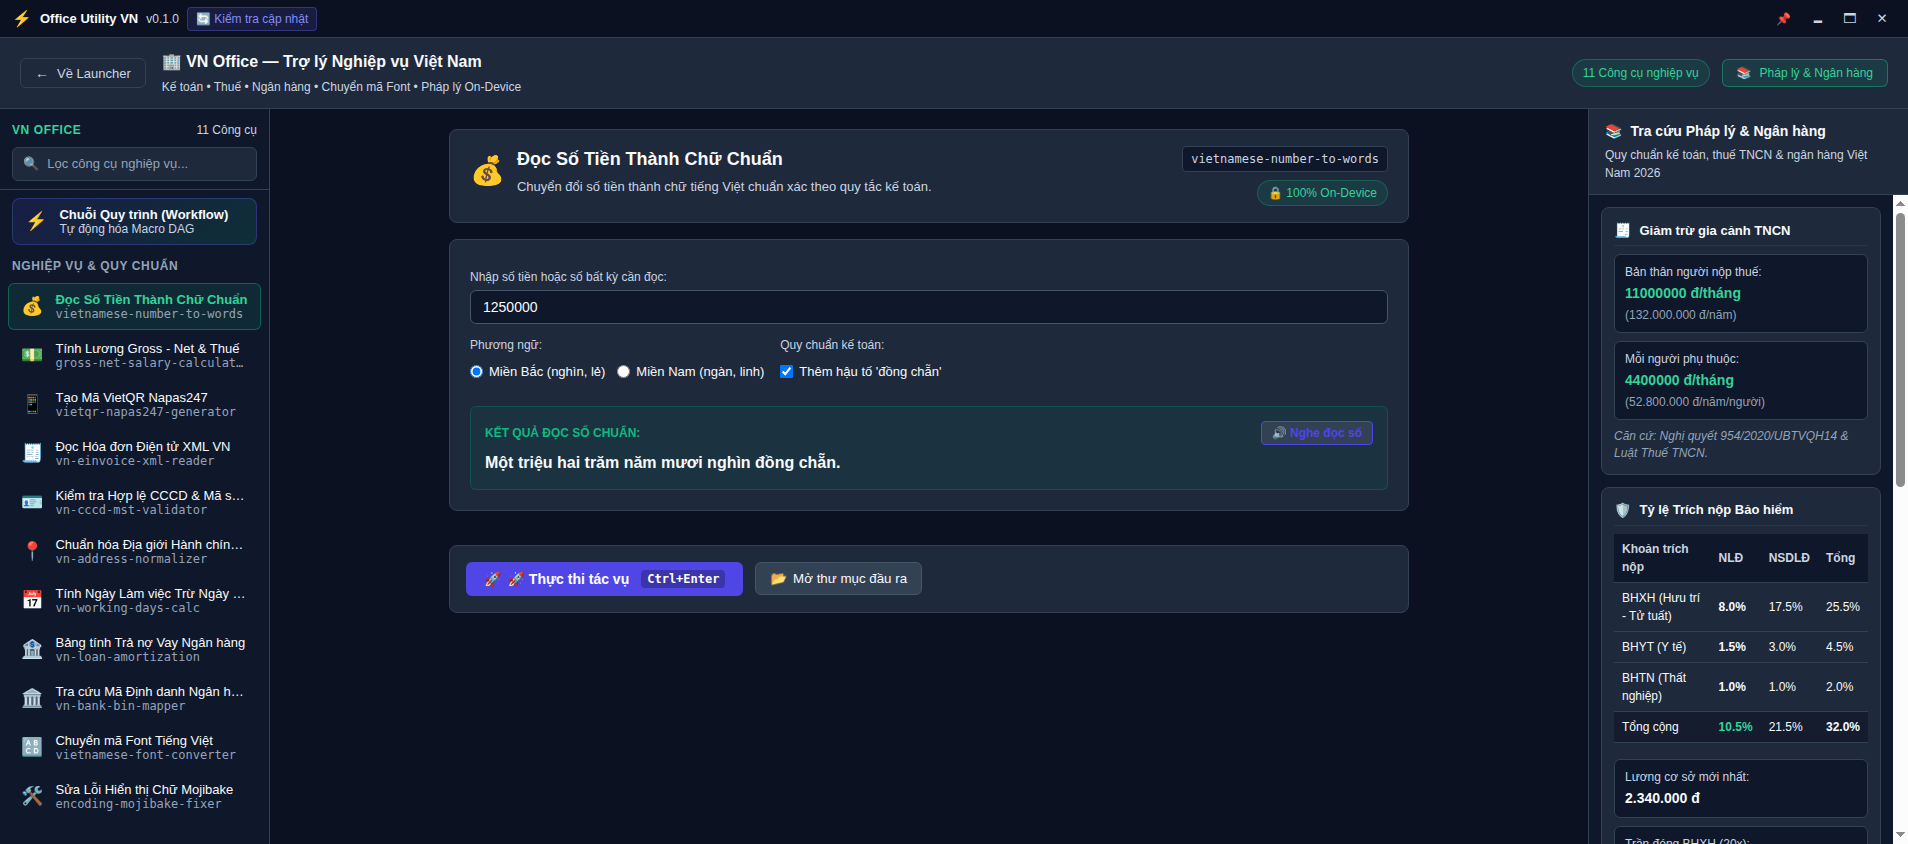 Office Utility VN v0.1.0 Kiểm tra cập nhật
← Về Launcher
VN Office — Trợ lý Nghiệp vụ Việt Nam
Kế toán • Thuế • Ngân hàng • Chuyển mã Font • Pháp lý On-Device
11 Công cụ nghiệp vụ
Pháp lý & Ngân hàng
VN OFFICE 11 Công cụ
Lọc công cụ nghiệp vụ...
Chuỗi Quy trình (Workflow)
Tự động hóa Macro DAG
NGHIỆP VỤ & QUY CHUẨN
Đọc Số Tiền Thành Chữ Chuẩn
vietnamese-number-to-words
Tính Lương Gross - Net & Thuế
gross-net-salary-calculat…
Tạo Mã VietQR Napas247
vietqr-napas247-generator
Đọc Hóa đơn Điện tử XML VN
vn-einvoice-xml-reader
Kiểm tra Hợp lệ CCCD & Mã s…
vn-cccd-mst-validator
Chuẩn hóa Địa giới Hành chín…
vn-address-normalizer
Tính Ngày Làm việc Trừ Ngày …
vn-working-days-calc
Bảng tính Trả nợ Vay Ngân hàng
vn-loan-amortization
Tra cứu Mã Định danh Ngân h…
vn-bank-bin-mapper
Chuyển mã Font Tiếng Việt
vietnamese-font-converter
Sửa Lỗi Hiển thị Chữ Mojibake
encoding-mojibake-fixer
Đọc Số Tiền Thành Chữ Chuẩn
Chuyển đổi số tiền thành chữ tiếng Việt chuẩn xác theo quy tắc kế toán.
vietnamese-number-to-words
100% On-Device
Nhập số tiền hoặc số bất kỳ cần đọc:
1250000
Phương ngữ: Quy chuẩn kế toán:
Miền Bắc (nghìn, lẻ) Miền Nam (ngàn, linh) Thêm hậu tố 'đồng chẵn'
KẾT QUẢ ĐỌC SỐ CHUẨN:
Nghe đọc số
Một triệu hai trăm năm mươi nghìn đồng chẵn.
Thực thi tác vụ Ctrl+Enter
Mở thư mục đầu ra
Tra cứu Pháp lý & Ngân hàng
Quy chuẩn kế toán, thuế TNCN & ngân hàng Việt
Nam 2026
Giảm trừ gia cảnh TNCN
Bản thân người nộp thuế:
11000000 đ/tháng
(132.000.000 đ/năm)
Mỗi người phụ thuộc:
4400000 đ/tháng
(52.800.000 đ/năm/người)
Căn cứ: Nghị quyết 954/2020/UBTVQH14 &
Luật Thuế TNCN.
Tỷ lệ Trích nộp Bảo hiểm
Khoản trích nộp NLĐ NSDLĐ Tổng
BHXH (Hưu trí - Tử tuất) 8.0% 17.5% 25.5%
BHYT (Y tế) 1.5% 3.0% 4.5%
BHTN (Thất nghiệp) 1.0% 1.0% 2.0%
Tổng cộng 10.5% 21.5% 32.0%
Lương cơ sở mới nhất:
2.340.000 đ
Trần đóng BHXH (20x):